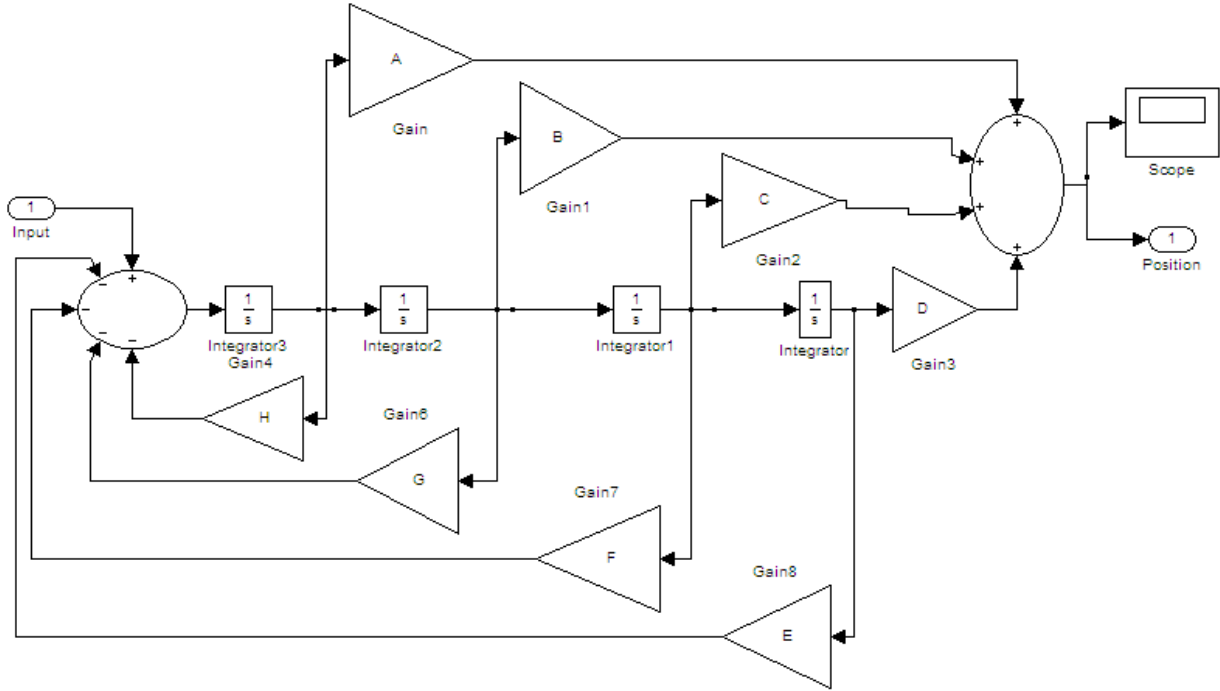 A
Gain
B
Gain1
Scope
1
Input
C
Gain2
1
Position
+
+
+
+
+
−
−
−
−
1
s
Integrator3
1
s
Integrator2
1
s
Integrator1
1
s
Integrator
D
Gain3
Gain4
H
Gain6
G
Gain7
F
Gain8
E